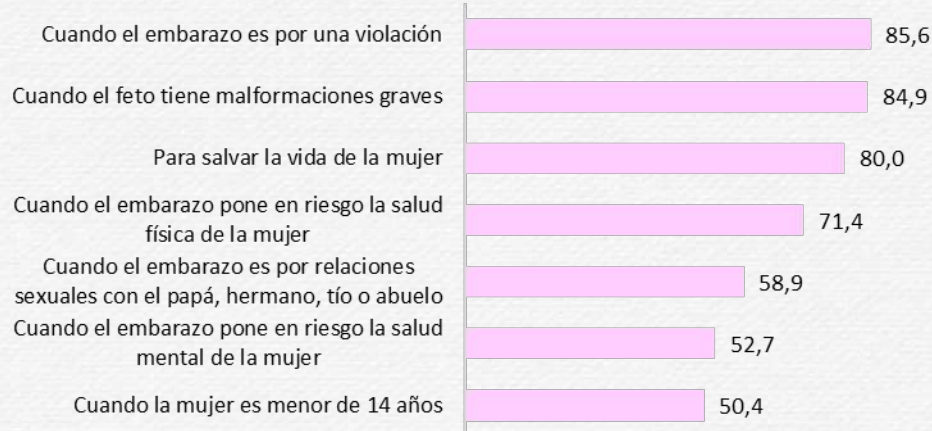 Cuando el embarazo es por una violación 85,6
Cuando el feto tiene malformaciones graves 84,9
Para salvar la vida de la mujer 80,0
Cuando el embarazo pone en riesgo la salud
física de la mujer 71,4
Cuando el embarazo es por relaciones
sexuales con el papá, hermano, tío o abuelo 58,9
Cuando el embarazo pone en riesgo la salud
mental de la mujer 52,7
Cuando la mujer es menor de 14 años 50,4